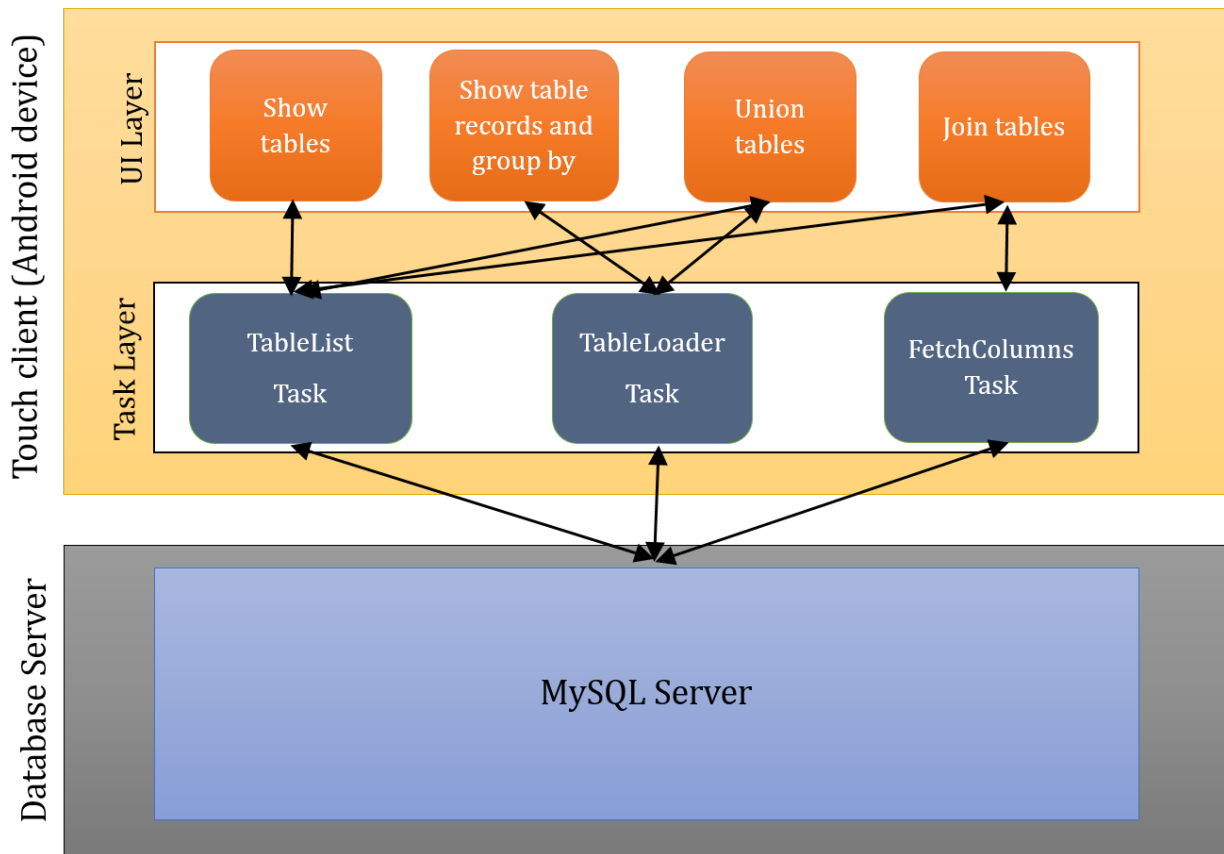 Touch client (Android device)
UI Layer
Show
tables
Show table
records and
group by
Union
tables
Join tables
Task Layer
TableList
Task
TableLoader
Task
FetchColumns
Task
Database Server
MySQL Server